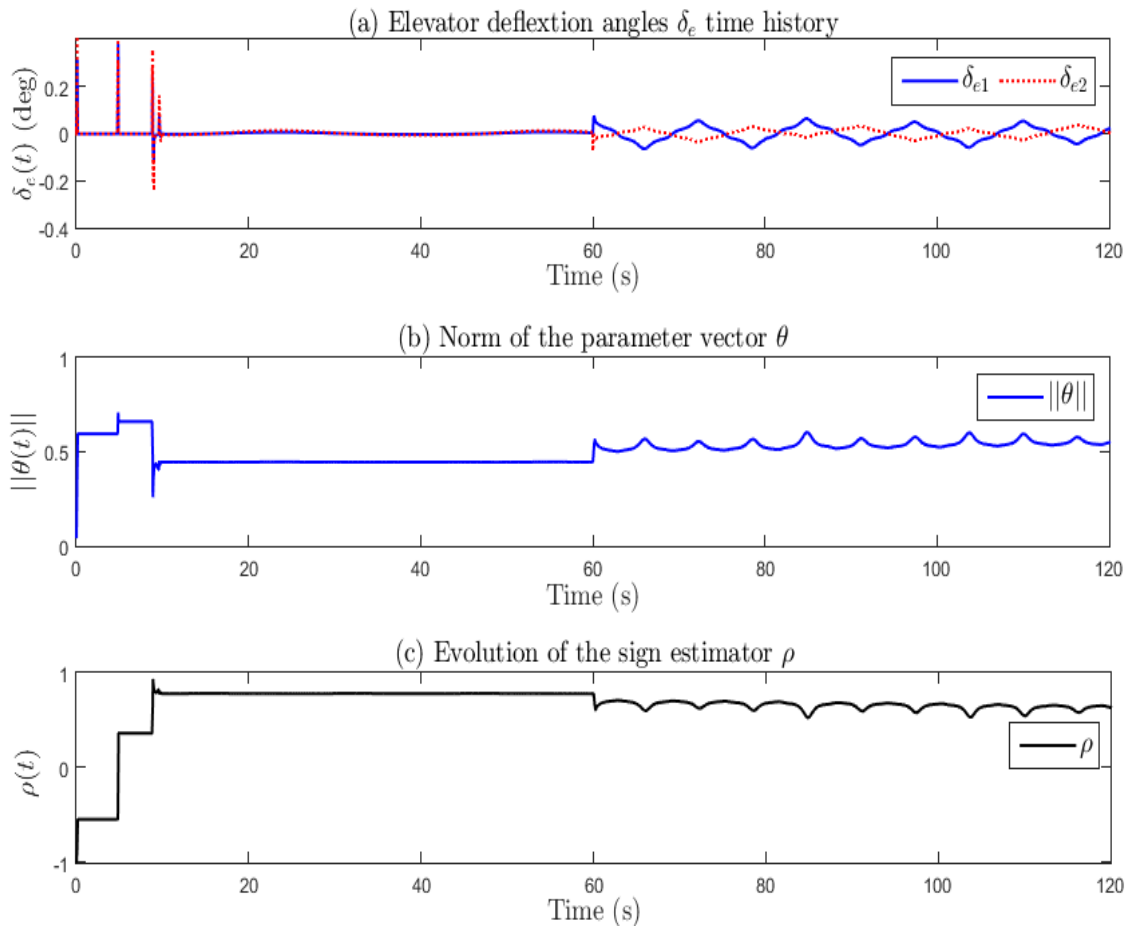 (a) Elevator deflextion angles δₑ time history
δₑ(t) (deg)
0.2
0
-0.2
-0.4
δₑ₁ δₑ₂
0 20 40 60 80 100 120
Time (s)
(b) Norm of the parameter vector θ
||θ(t)||
1
0.5
0
||θ||
0 20 40 60 80 100 120
Time (s)
(c) Evolution of the sign estimator ρ
ρ(t)
1
0
-1
ρ
0 20 40 60 80 100 120
Time (s)